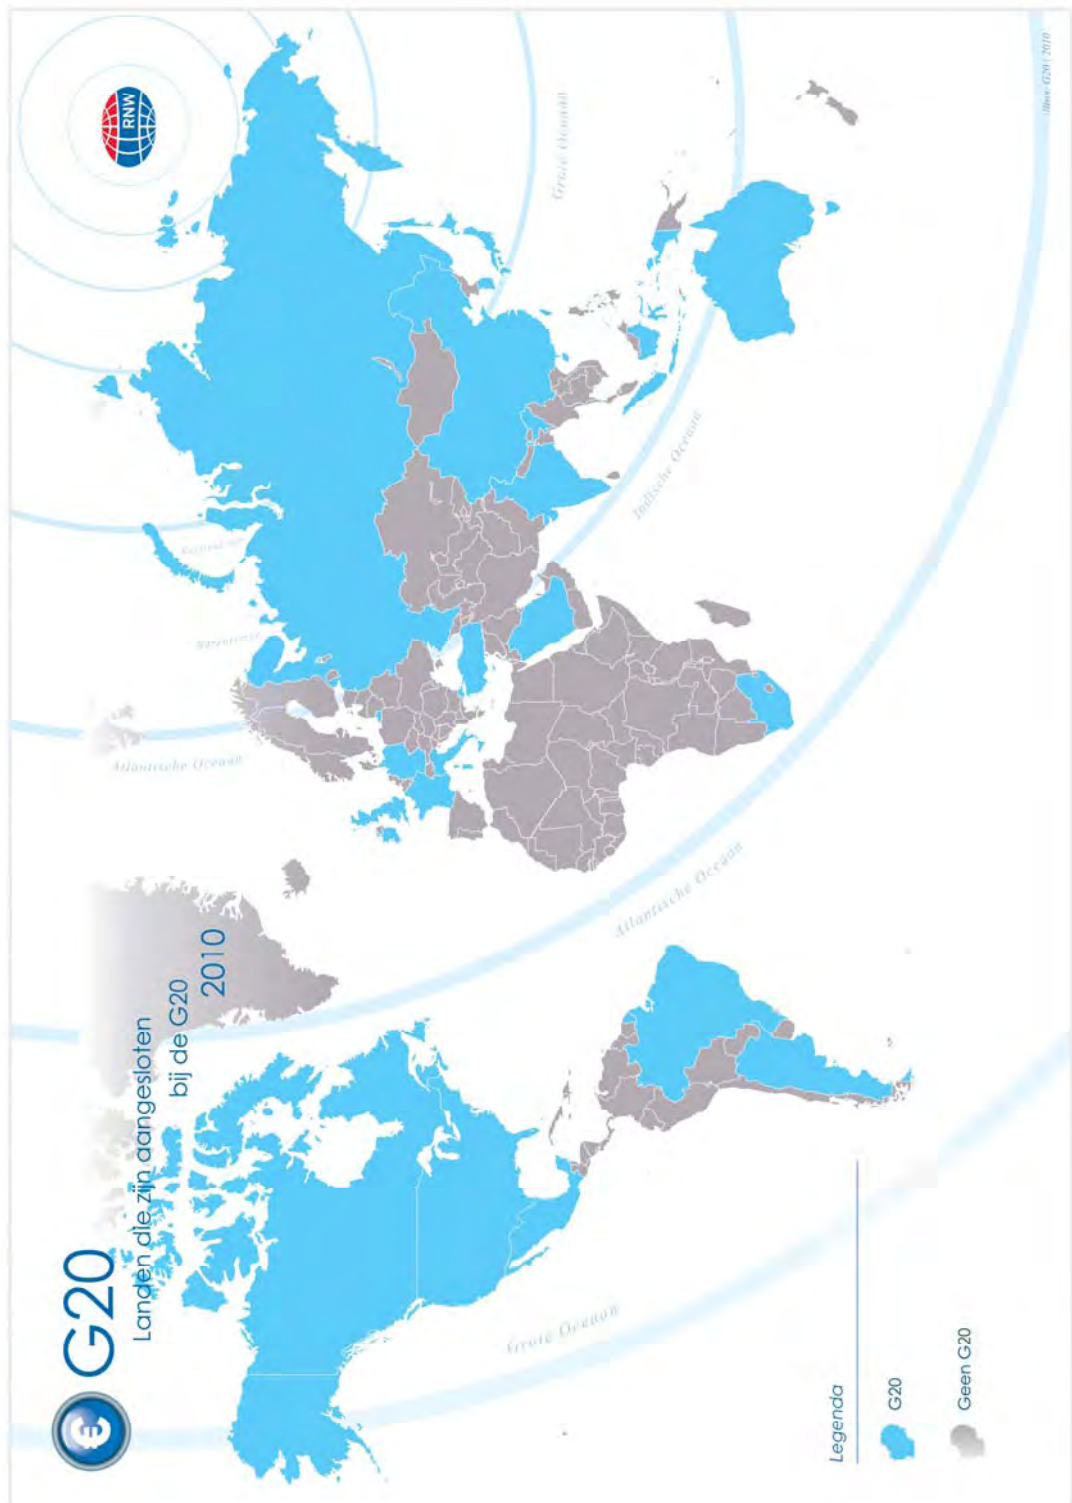 G20
Landen die zijn aangesloten
bij de G20
2010
RNW
Atlantische Oceaan
Grote Oceaan
Indische Oceaan
Atlantische Oceaan
Grote Oceaan
Legenda
G20
Geen G20